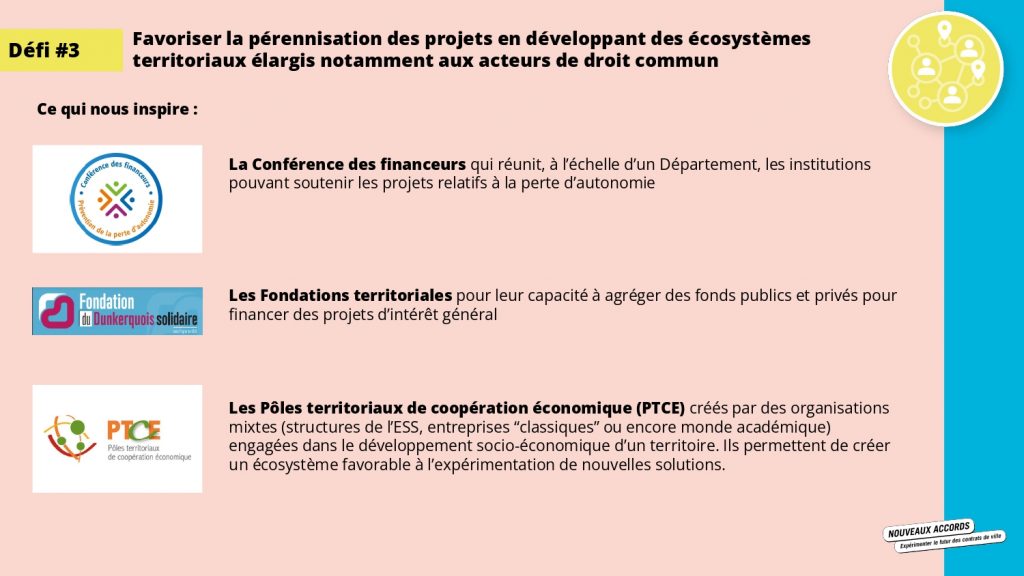 Défi #3
Favoriser la pérennisation des projets en développant des écosystèmes
territoriaux élargis notamment aux acteurs de droit commun
Ce qui nous inspire :
Conférence des financeurs
Prévention de la perte d'autonomie
La Conférence des financeurs qui réunit, à l’échelle d’un Département, les institutions
pouvant soutenir les projets relatifs à la perte d’autonomie
Fondation
du Dunkerquois solidaire
Les Fondations territoriales pour leur capacité à agréger des fonds publics et privés pour
financer des projets d’intérêt général
PTCE
Pôles territoriaux
de coopération économique
Les Pôles territoriaux de coopération économique (PTCE) créés par des organisations
mixtes (structures de l’ESS, entreprises “classiques” ou encore monde académique)
engagées dans le développement socio-économique d’un territoire. Ils permettent de créer
un écosystème favorable à l’expérimentation de nouvelles solutions.
NOUVEAUX ACCORDS
Expérimenter le futur des contrats de ville